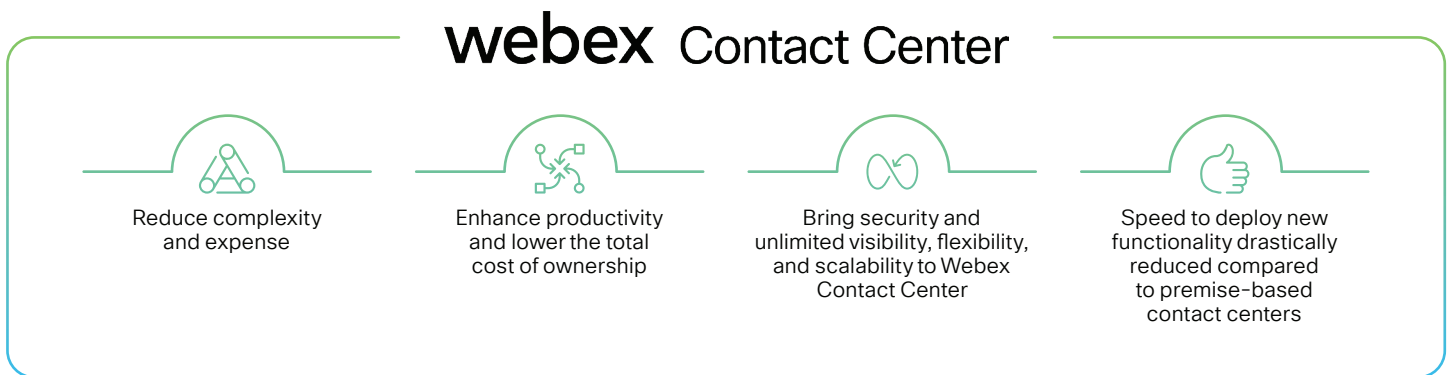 webex Contact Center
Reduce complexity
and expense
Enhance productivity
and lower the total
cost of ownership
Bring security and
unlimited visibility, flexibility,
and scalability to Webex
Contact Center
Speed to deploy new
functionality drastically
reduced compared
to premise-based
contact centers